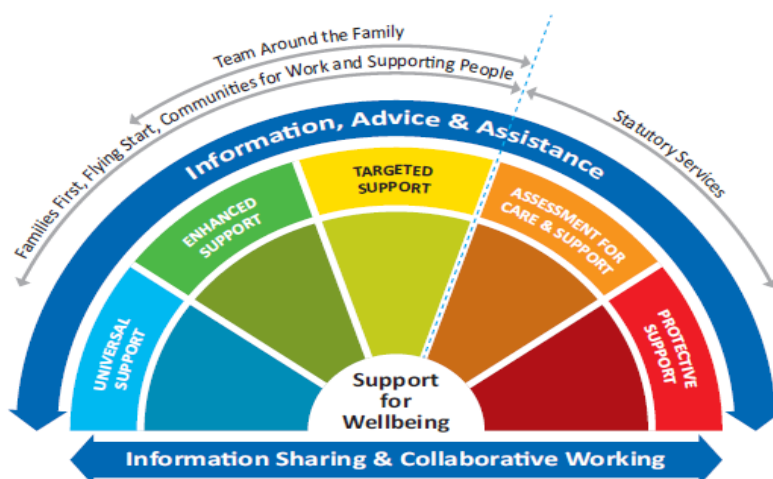 Team Around the Family
Families First, Flying Start, Communities for Work and Supporting People
Statutory Services
Information, Advice & Assistance
UNIVERSAL
SUPPORT
ENHANCED
SUPPORT
TARGETED
SUPPORT
ASSESSMENT FOR
CARE & SUPPORT
PROTECTIVE
SUPPORT
Support
for
Wellbeing
Information Sharing & Collaborative Working